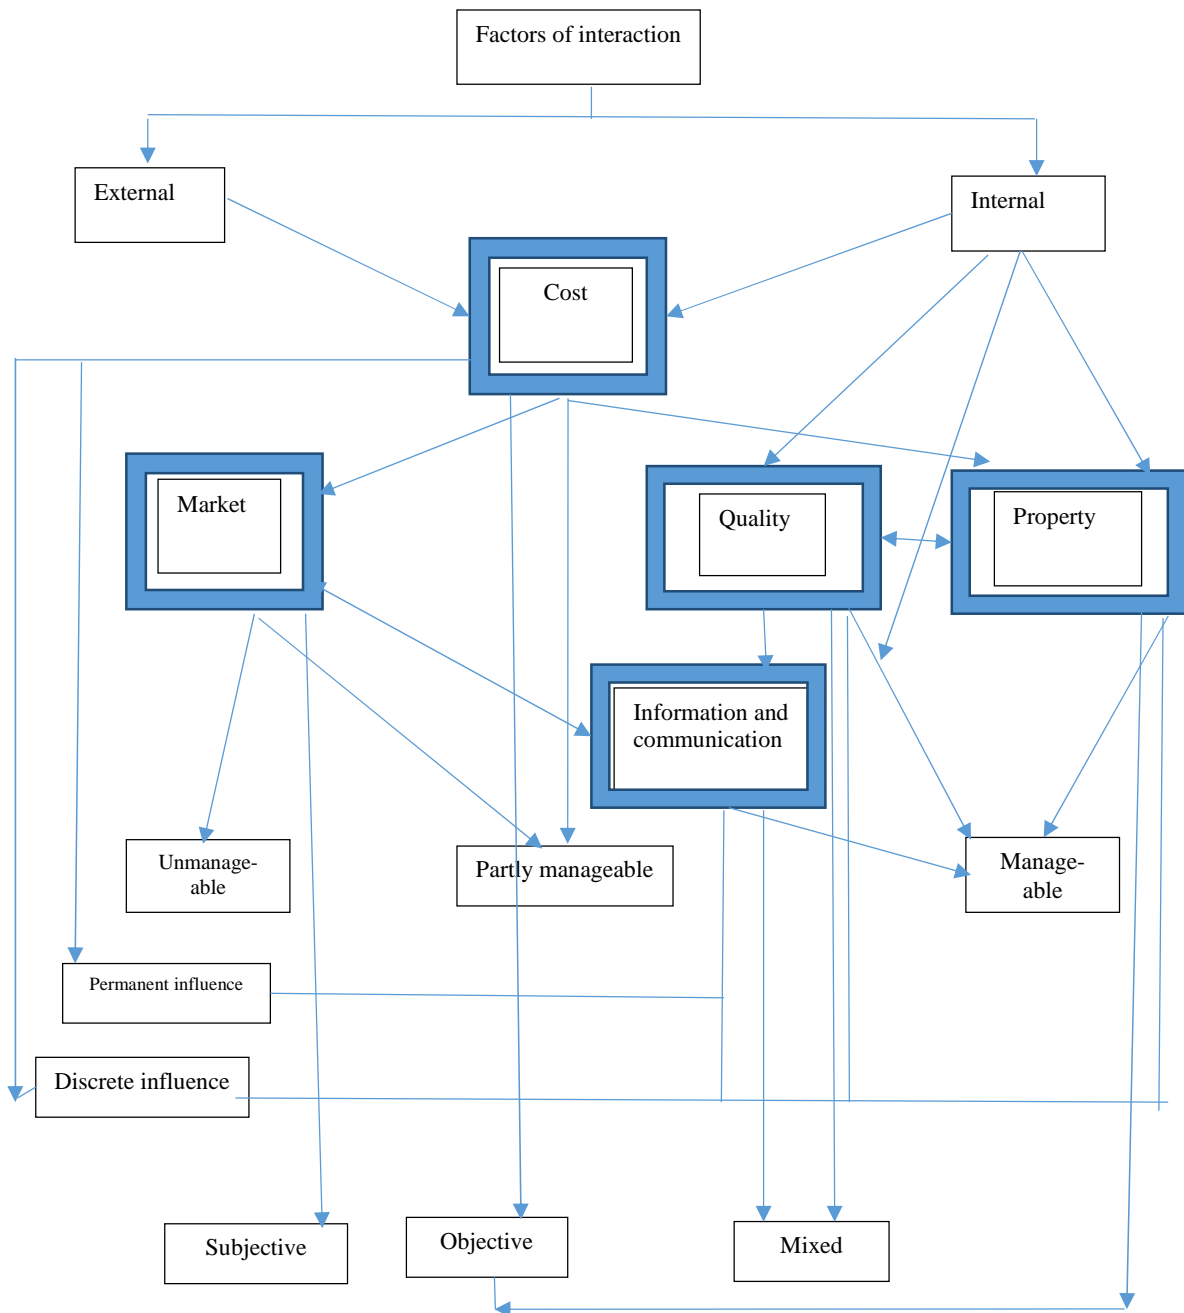 Factors of interaction
External
Internal
Cost
Market
Quality
Property
Information and
communication
Unmanage-
able
Partly manageable
Manage-
able
Permanent influence
Discrete influence
Subjective
Objective
Mixed